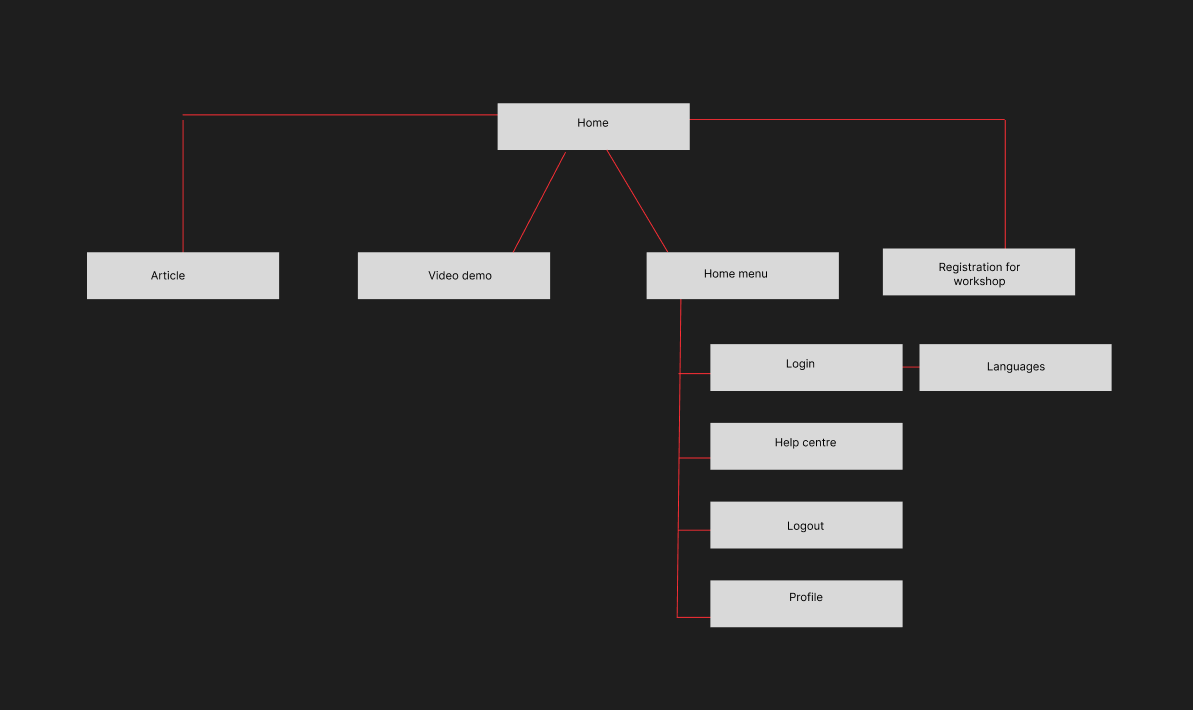 Home
Article
Video demo
Home menu
Registration for
workshop
Login
Languages
Help centre
Logout
Profile